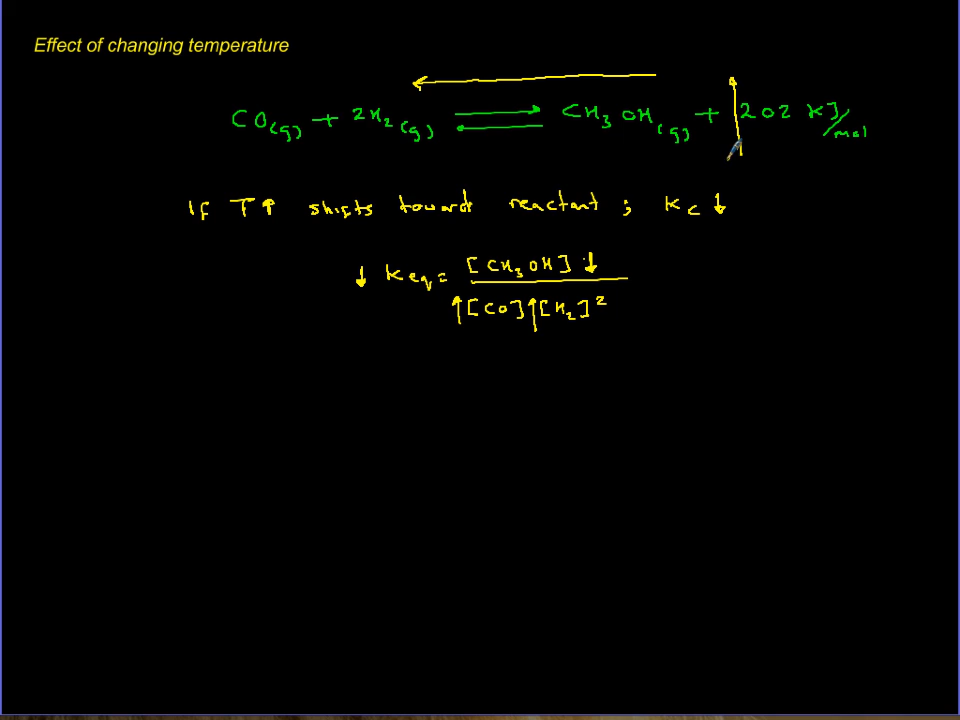 Effect of changing temperature
CO(g) + 2H2(g) ⇌ CH3OH(g) + 202 KJ/mol
If T↑ shifts towards reactant ; Kc ↓
↓ Keq = [CH3OH] ↓
↑[CO]↑[H2]²